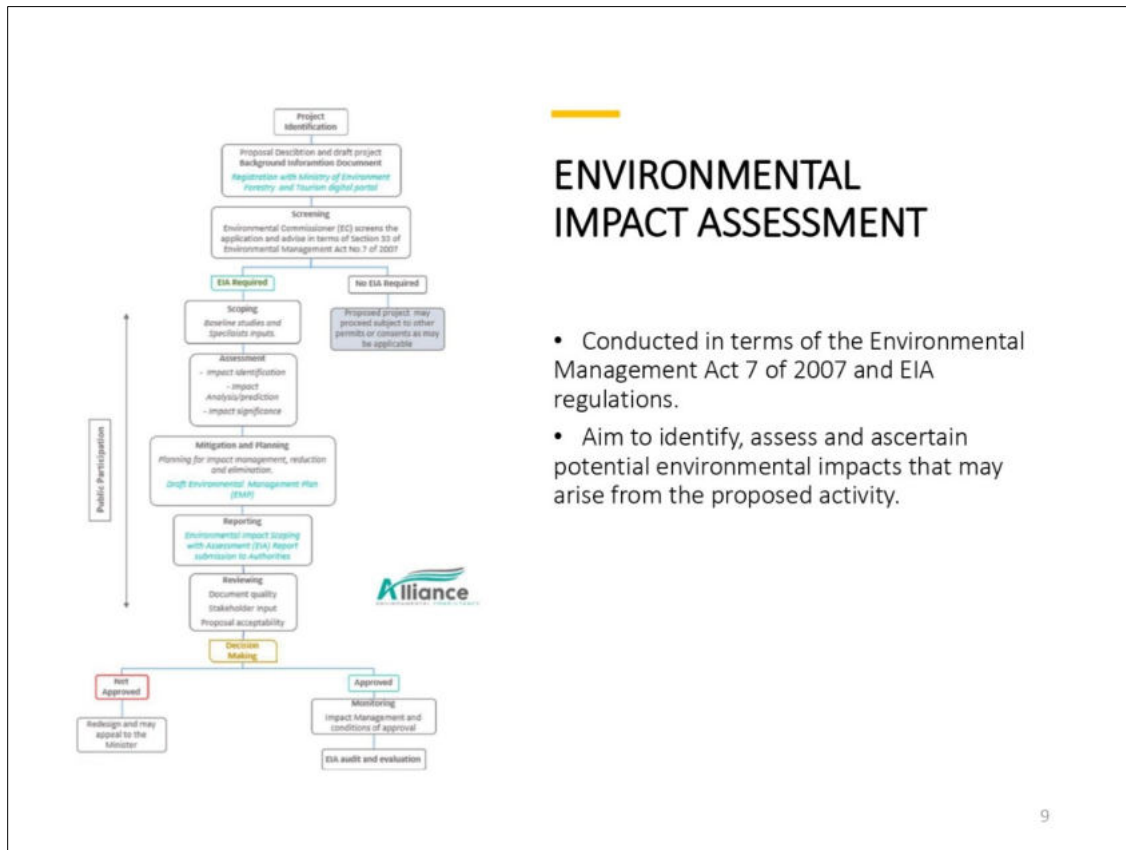 Project
Identification
Proposal Descibtion and draft project
Background Inforamtion Documnent
Registration with Ministry of Environment
Forestry and Tourism digital portal
Screening
Environmental Commissioner (EC) screens the
application and advise in terms of Section 33 of
Environmental Management Act No.7 of 2007
EIA Required
No EIA Required
Scoping
Baseline studies and
Specilaists inputs.
Proposed project may
proceed subject to other
permits or consents as may
be applicable
Assessment
- Impact identification
- Impact
Analysis/prediction
- Impact significance
Public Participation
Mitigation and Planning
Planning for impact management, reduction
and elimination.
Draft Environmental Management Plan
(EMP)
Reporting
Environmental Impact Scoping
with Assessment (EIA) Report
submission to Authorities
Reviewing
Document quality
Stakeholder input
Proposal acceptability
Alliance
ENVIRONMENTAL CONSULTANCY
Decision
Making
Not
Approved
Approved
Redesign and may
appeal to the
Minister
Monitoring
Impact Management and
conditions of approval
EIA audit and evaluation
ENVIRONMENTAL
IMPACT ASSESSMENT
• Conducted in terms of the Environmental
Management Act 7 of 2007 and EIA
regulations.
• Aim to identify, assess and ascertain
potential environmental impacts that may
arise from the proposed activity.
9